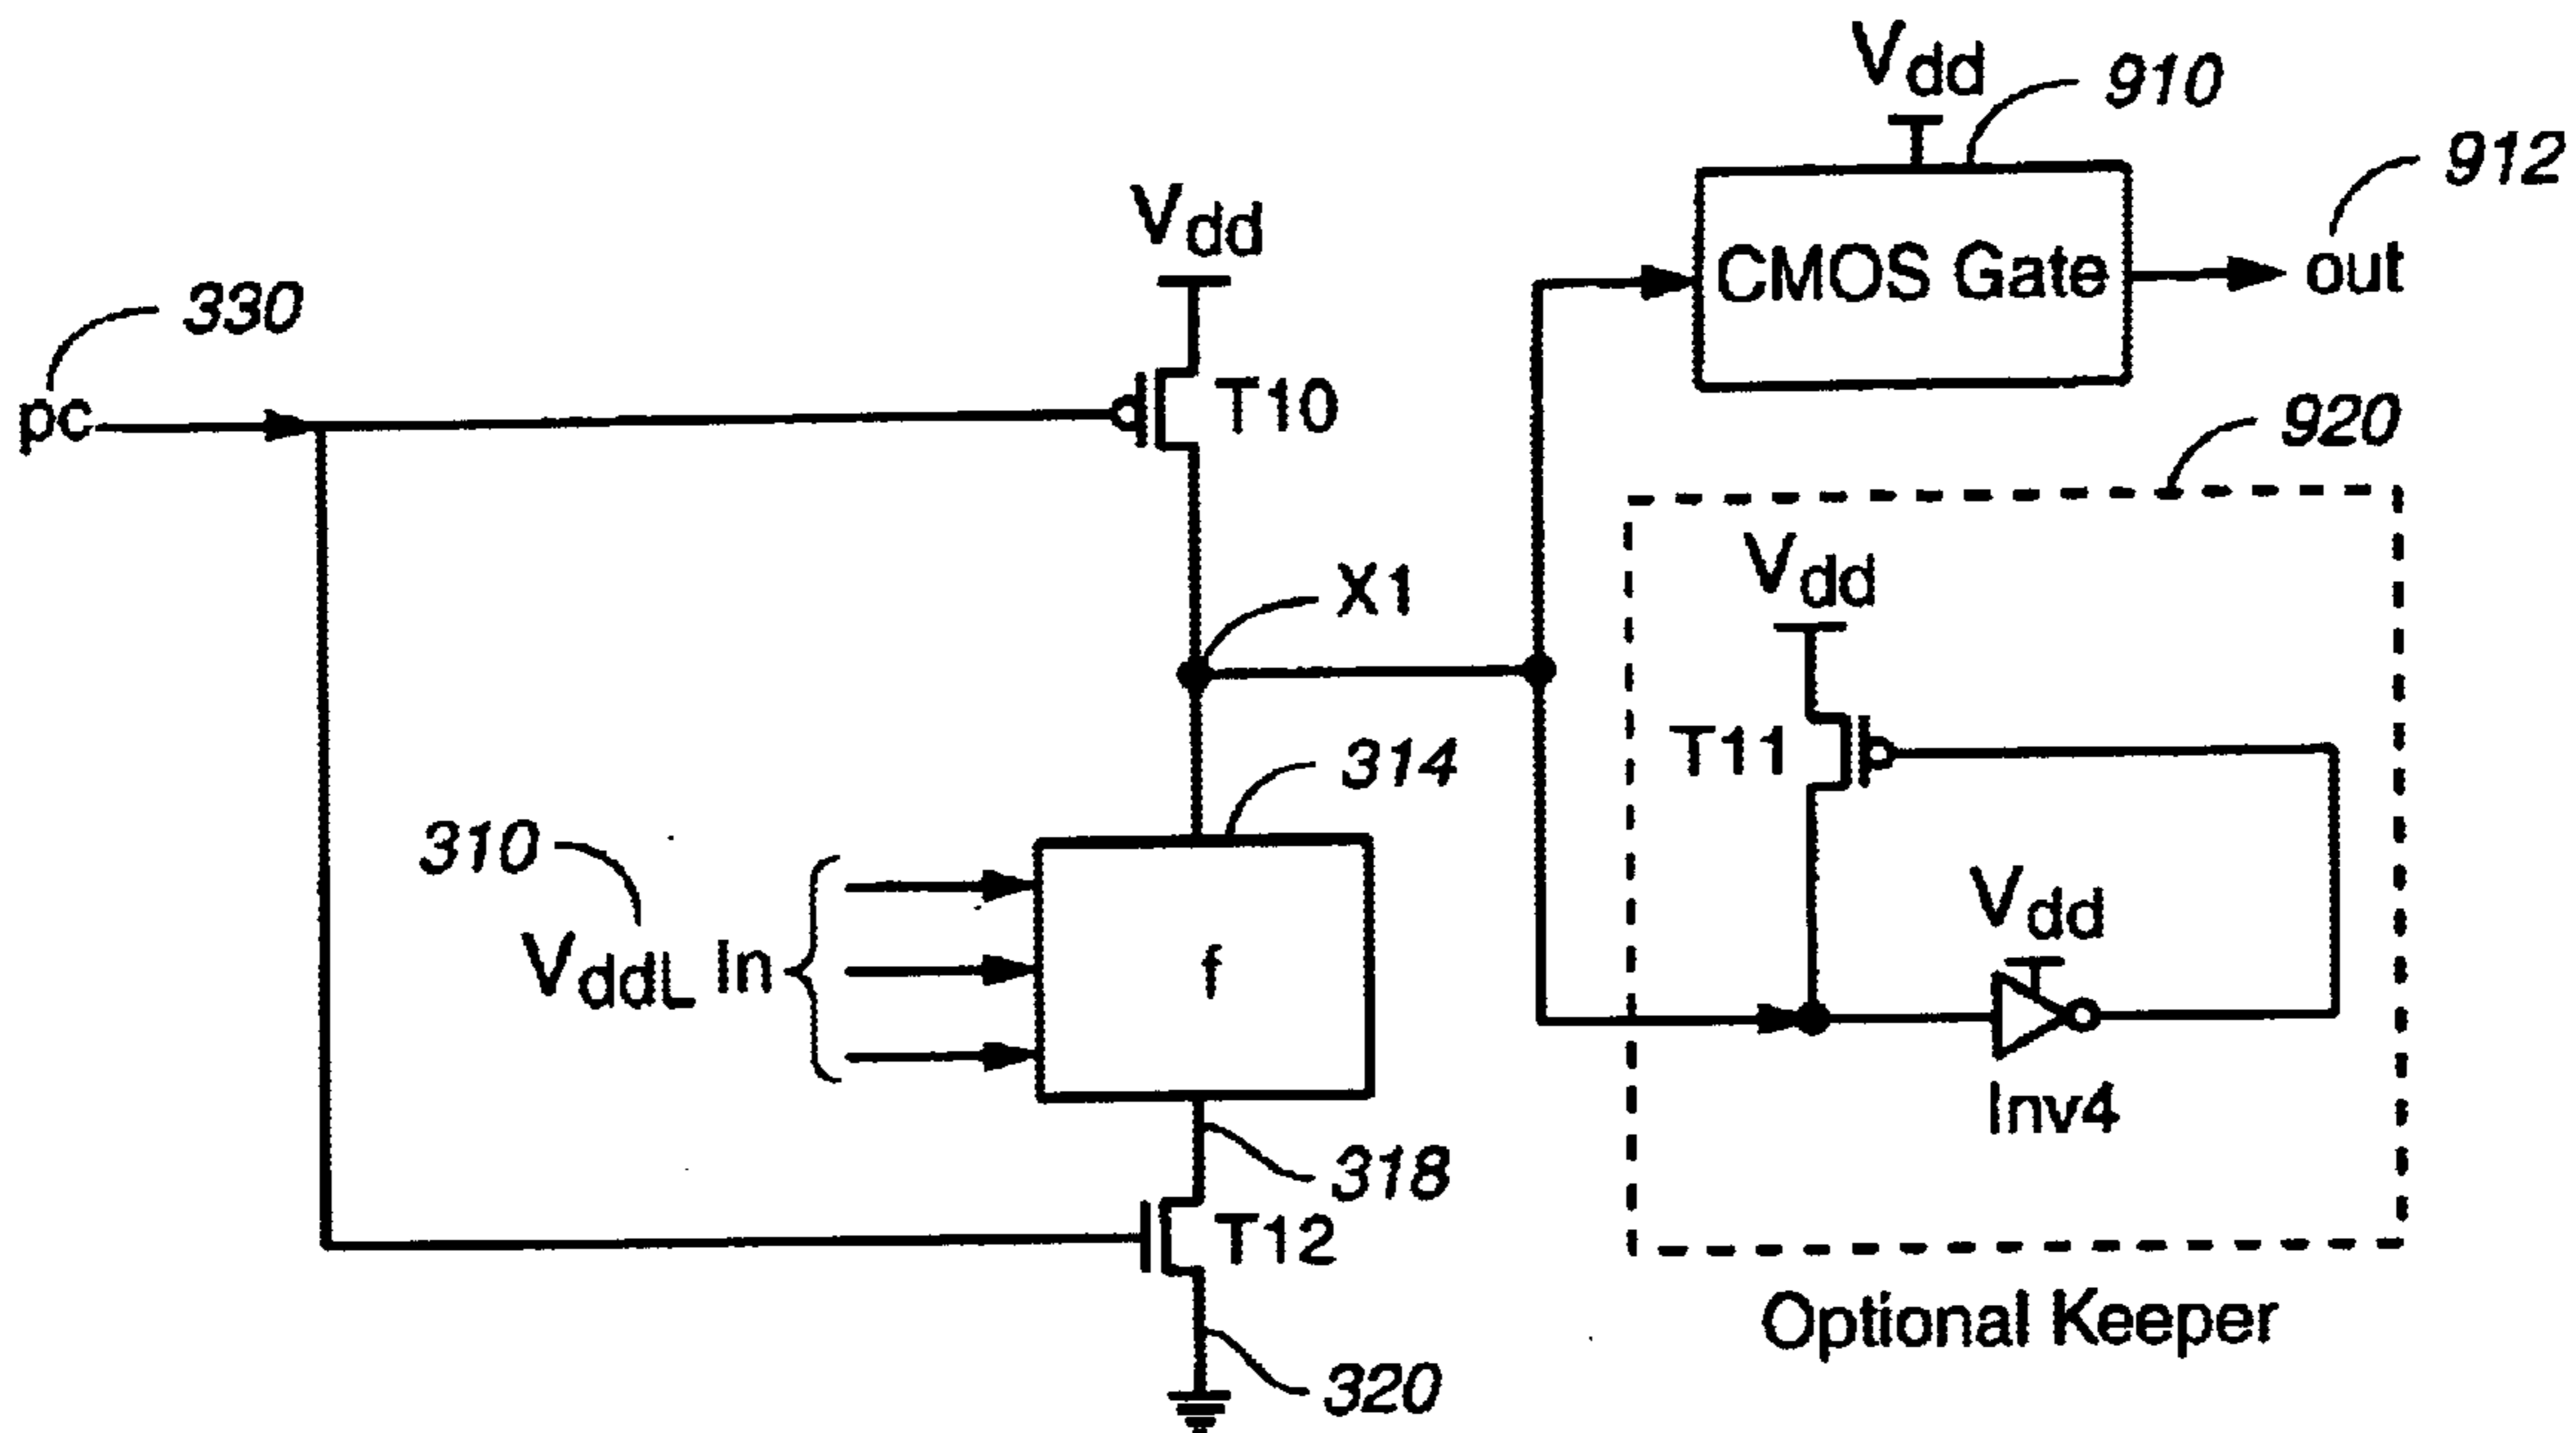 Vdd
910
912
Vdd
CMOS Gate
out
330
pc
T10
920
X1
Vdd
T11
314
310
VddL In
f
Vdd
Inv4
318
T12
Optional Keeper
320